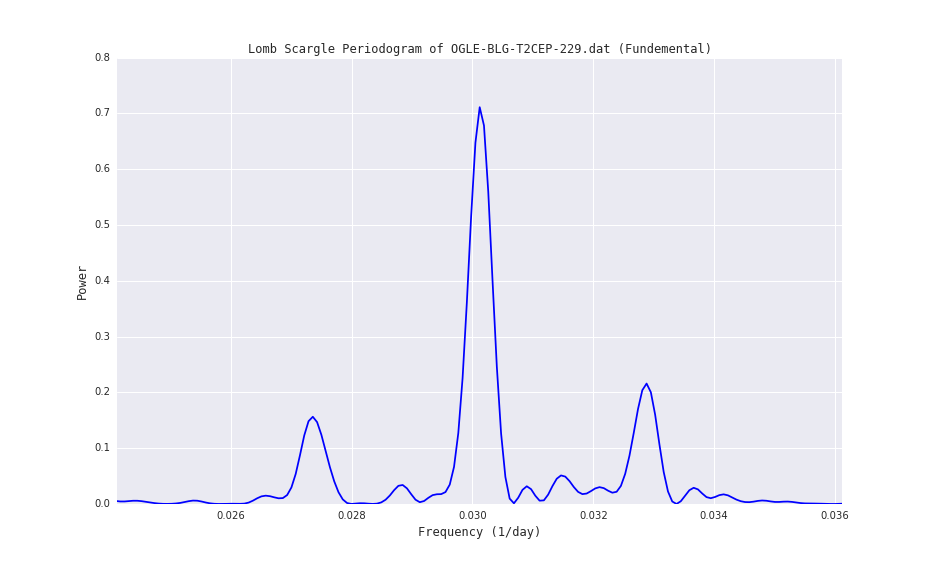 Lomb Scargle Periodogram of OGLE-BLG-T2CEP-229.dat (Fundemental)
0.8
0.7
0.6
0.5
0.4
0.3
0.2
0.1
0.0
Power
0.026 0.028 0.030 0.032 0.034 0.036
Frequency (1/day)